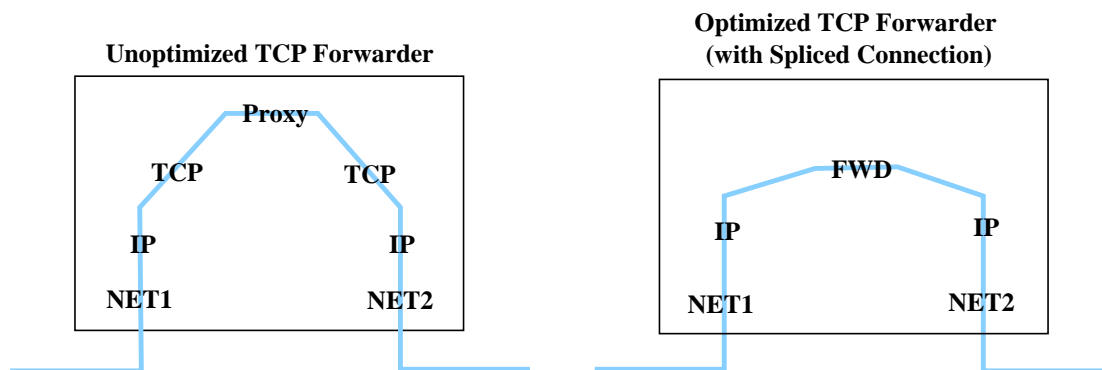 Unoptimized TCP Forwarder
Proxy
TCP TCP
IP IP
NET1 NET2
Optimized TCP Forwarder
(with Spliced Connection)
FWD
IP IP
NET1 NET2